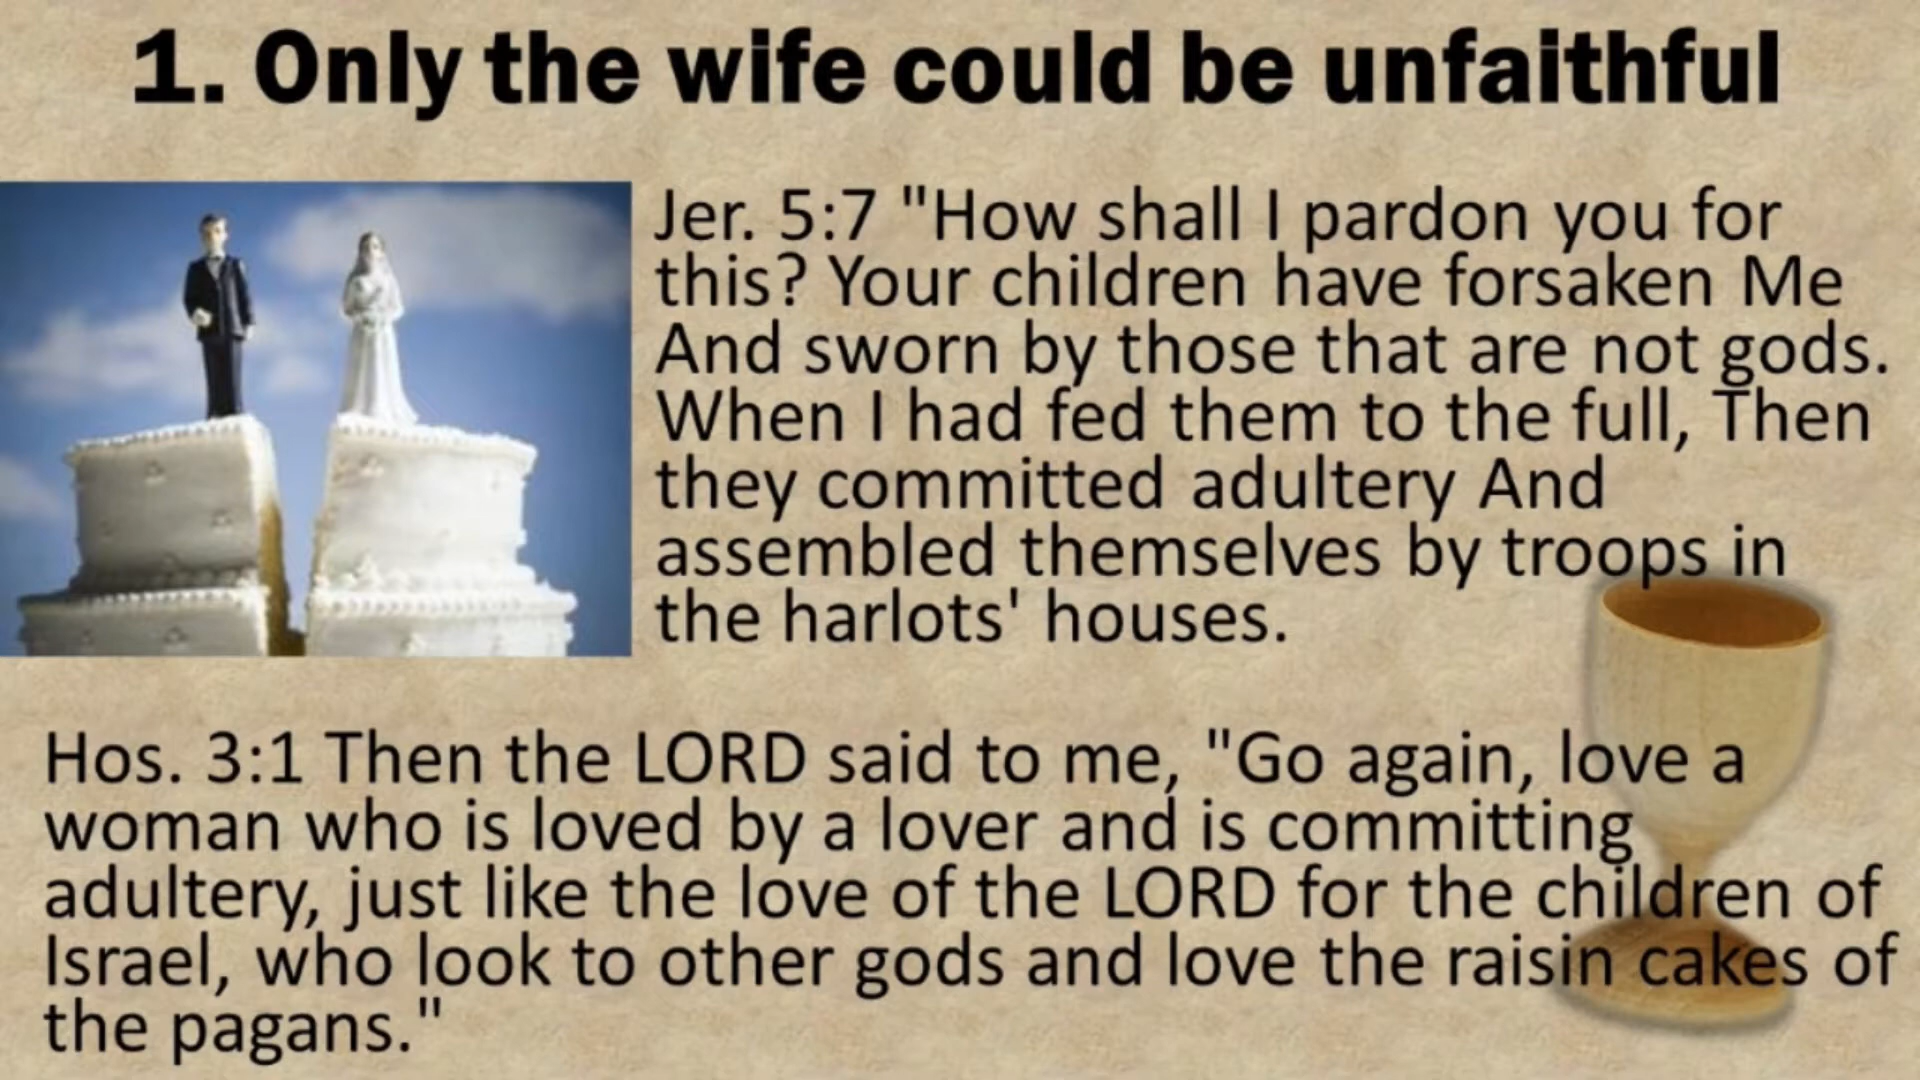 1. Only the wife could be unfaithful
Jer. 5:7 "How shall I pardon you for
this? Your children have forsaken Me
And sworn by those that are not gods.
When I had fed them to the full, Then
they committed adultery And
assembled themselves by troops in
the harlots' houses.
Hos. 3:1 Then the LORD said to me, "Go again, love a
woman who is loved by a lover and is committing
adultery, just like the love of the LORD for the children of
Israel, who look to other gods and love the raisin cakes of
the pagans."